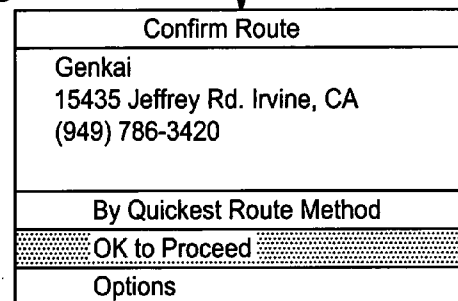 Confirm Route
Genkai
15435 Jeffrey Rd. Irvine, CA
(949) 786-3420
By Quickest Route Method
OK to Proceed
Options